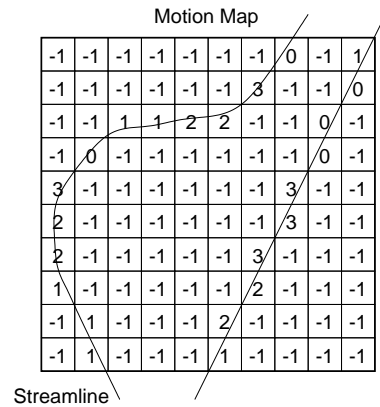 Motion Map
-1 -1 -1 -1 -1 -1 -1 0 -1 1
-1 -1 -1 -1 -1 -1 3 -1 -1 0
-1 -1 1 1 2 2 -1 -1 0 -1
-1 0 -1 -1 -1 -1 -1 -1 0 -1
3 -1 -1 -1 -1 -1 -1 3 -1 -1
2 -1 -1 -1 -1 -1 -1 3 -1 -1
2 -1 -1 -1 -1 -1 3 -1 -1 -1
1 -1 -1 -1 -1 -1 2 -1 -1 -1
-1 1 -1 -1 -1 2 -1 -1 -1 -1
-1 1 -1 -1 -1 1 -1 -1 -1 -1
Streamline